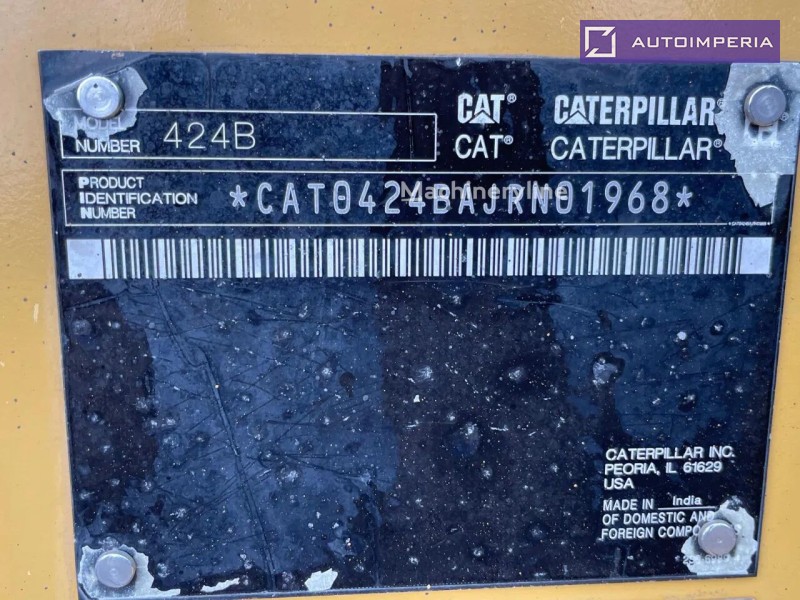 AUTOIMPERIA
MODEL
NUMBER 424B
CAT® CATERPILLAR®
CAT® CATERPILLAR®
PRODUCT
IDENTIFICATION
NUMBER
*CAT0424BAJRN01968*
Machineryline
CATERPILLAR INC.
PEORIA, IL 61629
USA
MADE IN India
OF DOMESTIC AND
FOREIGN